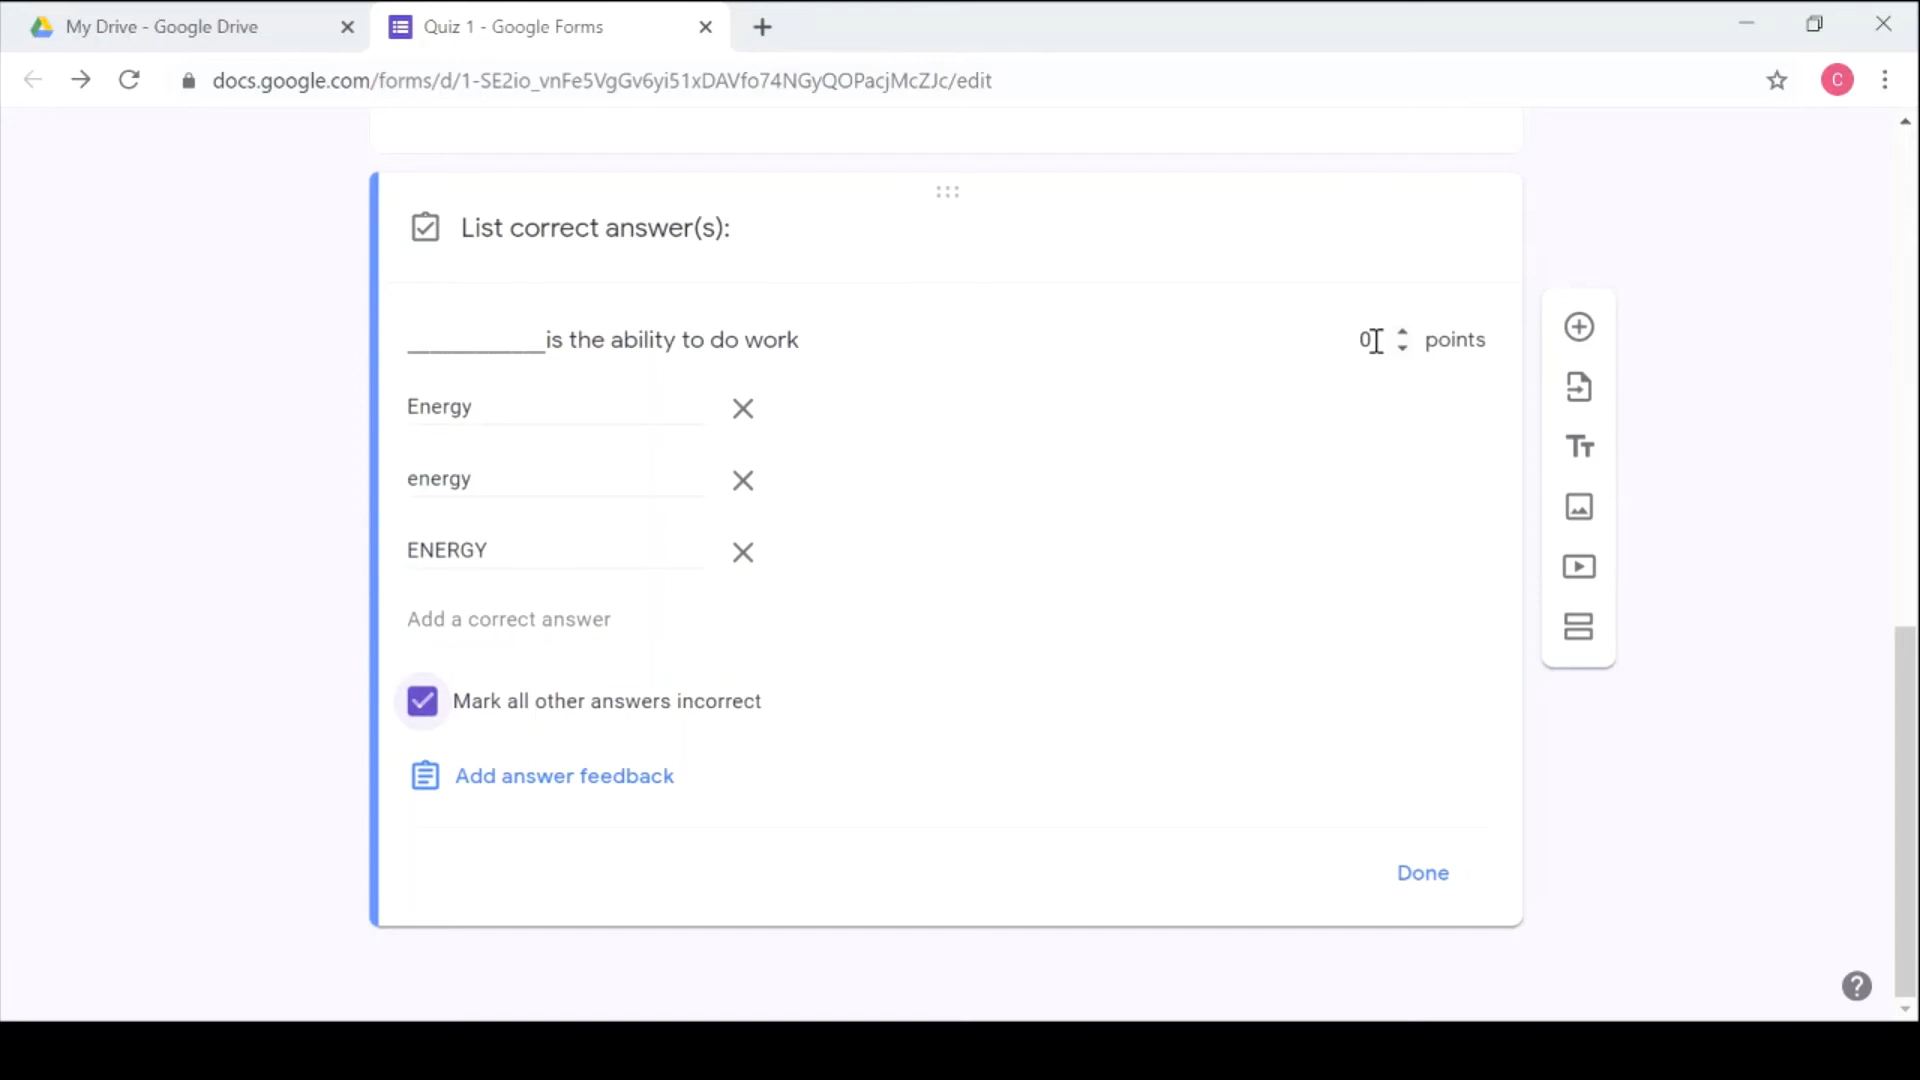 My Drive - Google Drive
Quiz 1 - Google Forms
docs.google.com/forms/d/1-SE2io_vnFe5VgGv6yi51xDAVfo74NGyQOPacjMcZJc/edit
C
List correct answer(s):
____________is the ability to do work
0 points
Energy
energy
ENERGY
Add a correct answer
Mark all other answers incorrect
Add answer feedback
Done